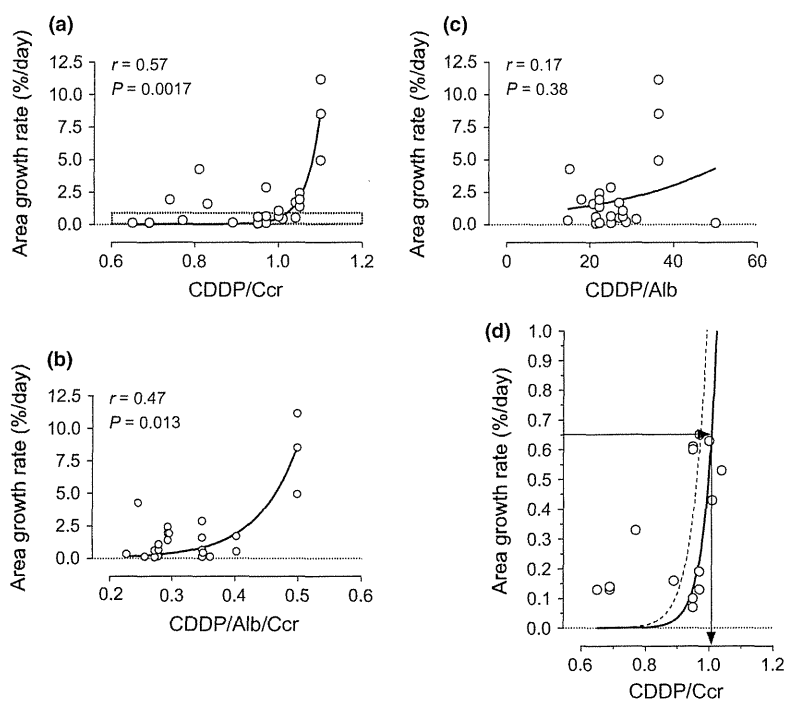 (a)
r = 0.57
P = 0.0017
Area growth rate (%/day)
12.5
10.0
7.5
5.0
2.5
0.0
0.6 0.8 1.0 1.2
CDDP/Ccr
(c)
r = 0.17
P = 0.38
Area growth rate (%/day)
12.5
10.0
7.5
5.0
2.5
0.0
0 20 40 60
CDDP/Alb
(b)
r = 0.47
P = 0.013
Area growth rate (%/day)
12.5
10.0
7.5
5.0
2.5
0.0
0.2 0.3 0.4 0.5 0.6
CDDP/Alb/Ccr
(d)
Area growth rate (%/day)
1.0
0.9
0.8
0.7
0.6
0.5
0.4
0.3
0.2
0.1
0.0
0.6 0.8 1.0 1.2
CDDP/Ccr